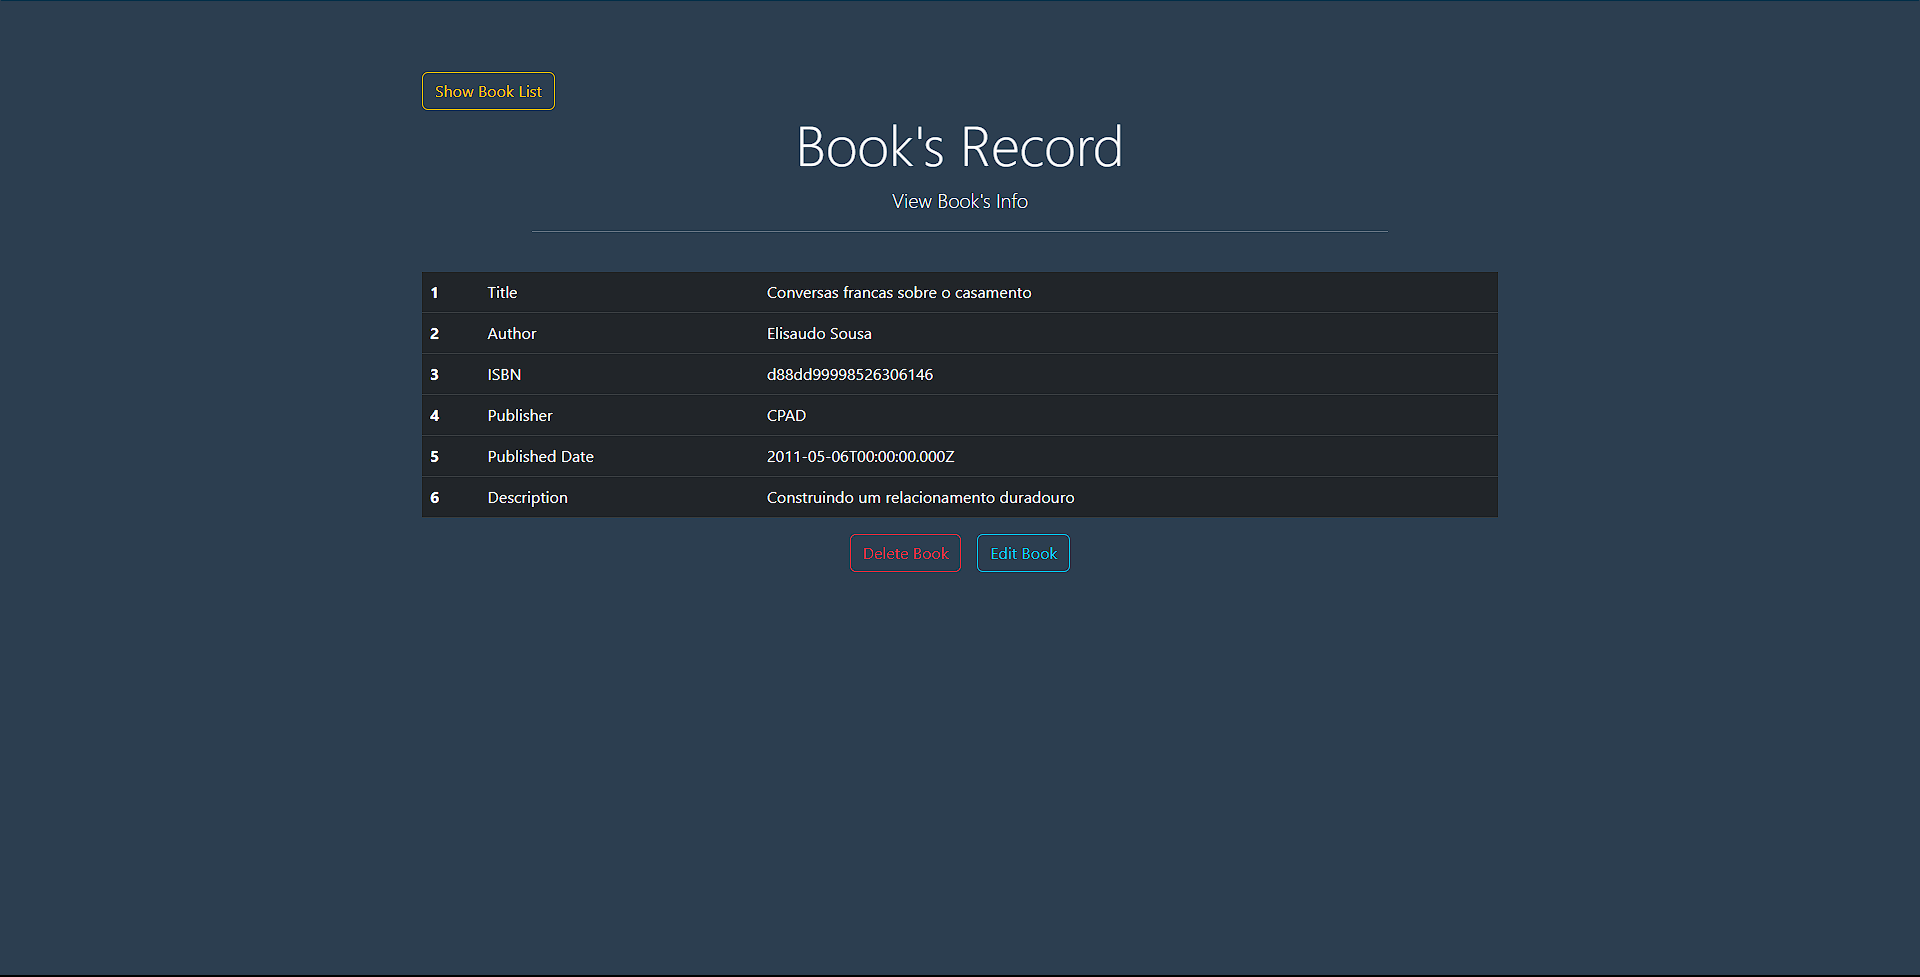 Show Book List
Book's Record
View Book's Info
1 Title Conversas francas sobre o casamento
2 Author Elisaudo Sousa
3 ISBN d88dd99998526306146
4 Publisher CPAD
5 Published Date 2011-05-06T00:00:00.000Z
6 Description Construindo um relacionamento duradouro
Delete Book Edit Book